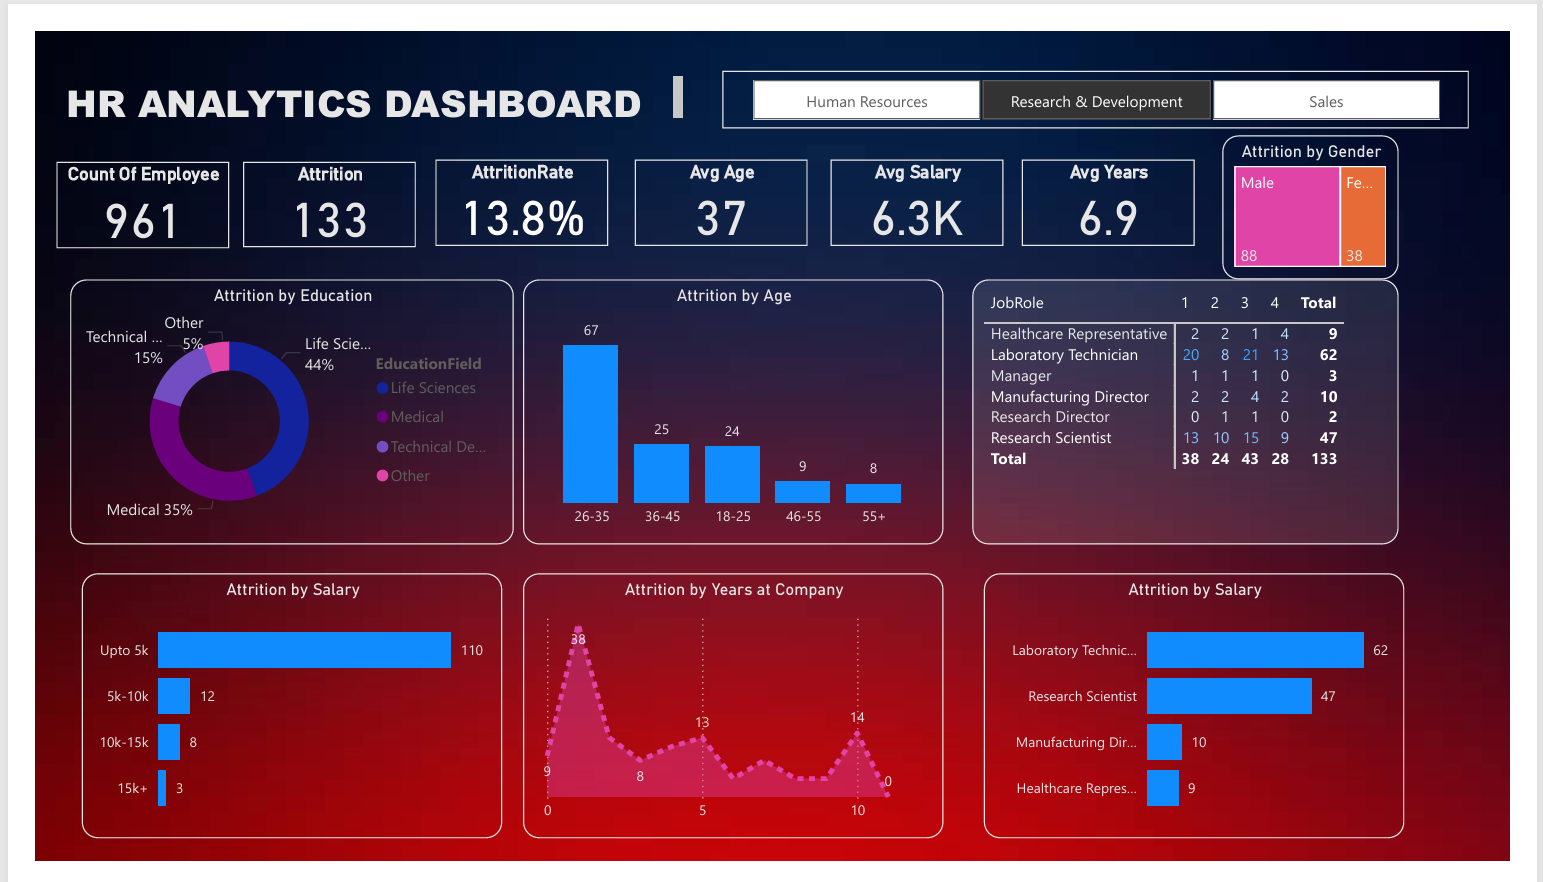 HR ANALYTICS DASHBOARD
Human Resources
Research & Development
Sales
Count Of Employee
961
Attrition
133
AttritionRate
13.8%
Avg Age
37
Avg Salary
6.3K
Avg Years
6.9
Attrition by Gender
Male
Fe...
88
38
Attrition by Education
Other
5%
Technical ...
15%
Life Scie...
44%
Medical 35%
EducationField
Life Sciences
Medical
Technical De...
Other
Attrition by Age
67
25
24
9
8
26-35
36-45
18-25
46-55
55+
JobRole 1 2 3 4 Total
Healthcare Representative 2 2 1 4 9
Laboratory Technician 20 8 21 13 62
Manager 1 1 1 0 3
Manufacturing Director 2 2 4 2 10
Research Director 0 1 1 0 2
Research Scientist 13 10 15 9 47
Total 38 24 43 28 133
Attrition by Salary
Upto 5k 110
5k-10k 12
10k-15k 8
15k+ 3
Attrition by Years at Company
38
13
14
9
8
0
0 5 10
Attrition by Salary
Laboratory Technic... 62
Research Scientist 47
Manufacturing Dir... 10
Healthcare Repres... 9